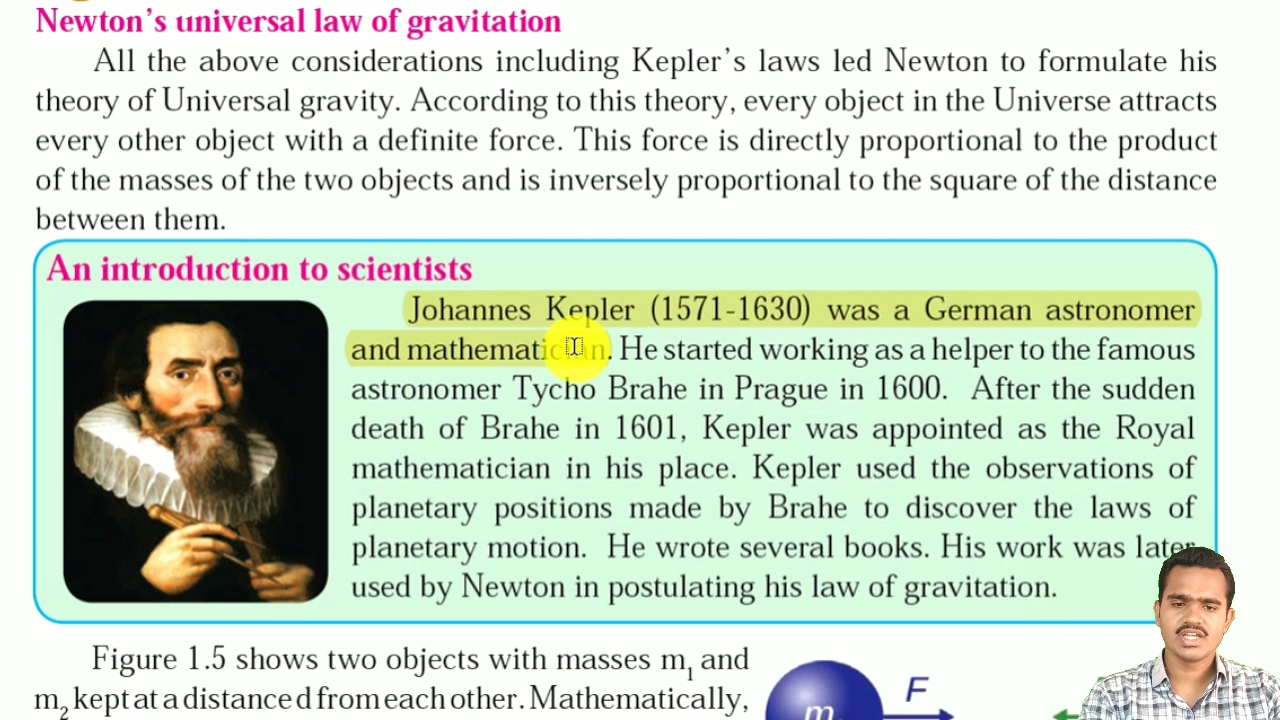 Newton's universal law of gravitation
All the above considerations including Kepler's laws led Newton to formulate his
theory of Universal gravity. According to this theory, every object in the Universe attracts
every other object with a definite force. This force is directly proportional to the product
of the masses of the two objects and is inversely proportional to the square of the distance
between them.
An introduction to scientists
Johannes Kepler (1571-1630) was a German astronomer
and mathematician. He started working as a helper to the famous
astronomer Tycho Brahe in Prague in 1600. After the sudden
death of Brahe in 1601, Kepler was appointed as the Royal
mathematician in his place. Kepler used the observations of
planetary positions made by Brahe to discover the laws of
planetary motion. He wrote several books. His work was later
used by Newton in postulating his law of gravitation.
Figure 1.5 shows two objects with masses m₁ and
m₂ kept at a distance d from each other. Mathematically,
F
m